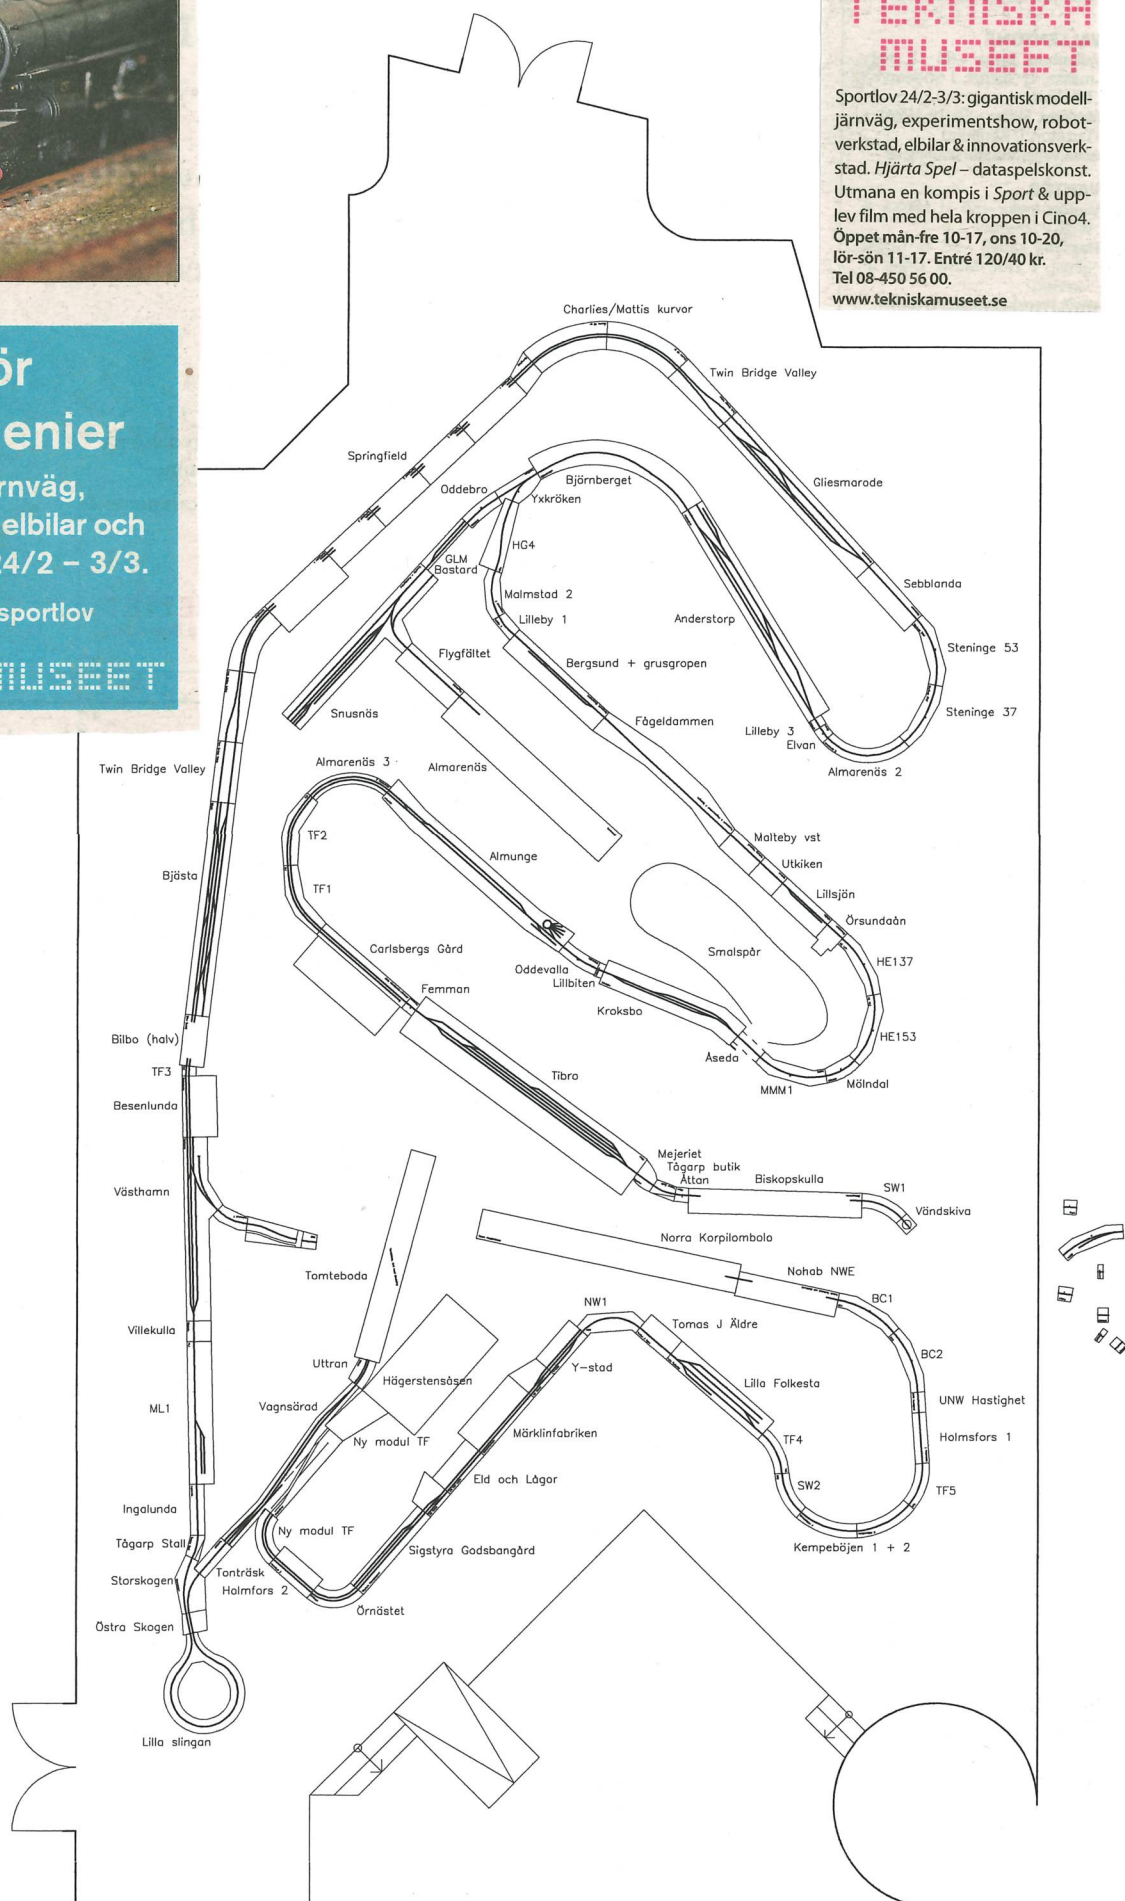 TEKNISKA
MUSEET
Sportlov 24/2-3/3: gigantisk modell-
järnväg, experimentshow, robot-
verkstad, elbilar & innovationsverk-
stad. Hjärta Spel – dataspelskonst.
Utmana en kompis i Sport & upp-
lev film med hela kroppen i Cino4.
Öppet mån-fre 10-17, ons 10-20,
lör-sön 11-17. Entré 120/40 kr.
Tel 08-450 56 00.
www.tekniskamuseet.se
ör
enier
rnväg,
elbilar och
24/2 – 3/3.
sportlov
MUSEET
Charlies/Mattis kurvor
Twin Bridge Valley
Springfield
Oddebro
Björnberget
Yxkröken
Gliesmarode
HG4
GLM
Bastard
Sebblanda
Malmstad 2
Lilleby 1
Anderstorp
Steninge 53
Flygfältet
Bergsund + grusgropen
Snusnäs
Fågeldammen
Steninge 37
Lilleby 3
Elvan
Almarenäs 2
Almarenäs 3
Almarenäs
Twin Bridge Valley
TF2
Malteby vst
Almunge
Utkiken
Bjästa
TF1
Lillsjön
Örsundaån
Carlsbergs Gård
Smalspår
HE137
Oddevalla
Lillbiten
Femman
Kroksbo
Bilbo (halv)
HE153
Åseda
TF3
Tibro
MMM1
Mölndal
Besenlunda
Mejeriet
Tågarp butik
Åttan
Biskopskulla
SW1
Västhamn
Vändskiva
Norra Korpilombolo
Tomteboda
Nohab NWE
BC1
NW1
Villekulla
Tomas J Äldre
BC2
Uttran
Y-stad
Högerstensåsen
Lilla Folkesta
UNW Hastighet
ML1
Vagnsärad
Märklinfabriken
Holmsfors 1
Ny modul TF
TF4
Eld och Lågor
SW2
TF5
Ingalunda
Ny modul TF
Tågarp Stall
Sigstyra Godsbangård
Kempeböjen 1 + 2
Tonträsk
Storskogen
Holmfors 2
Örnästet
Östra Skogen
Lilla slingan